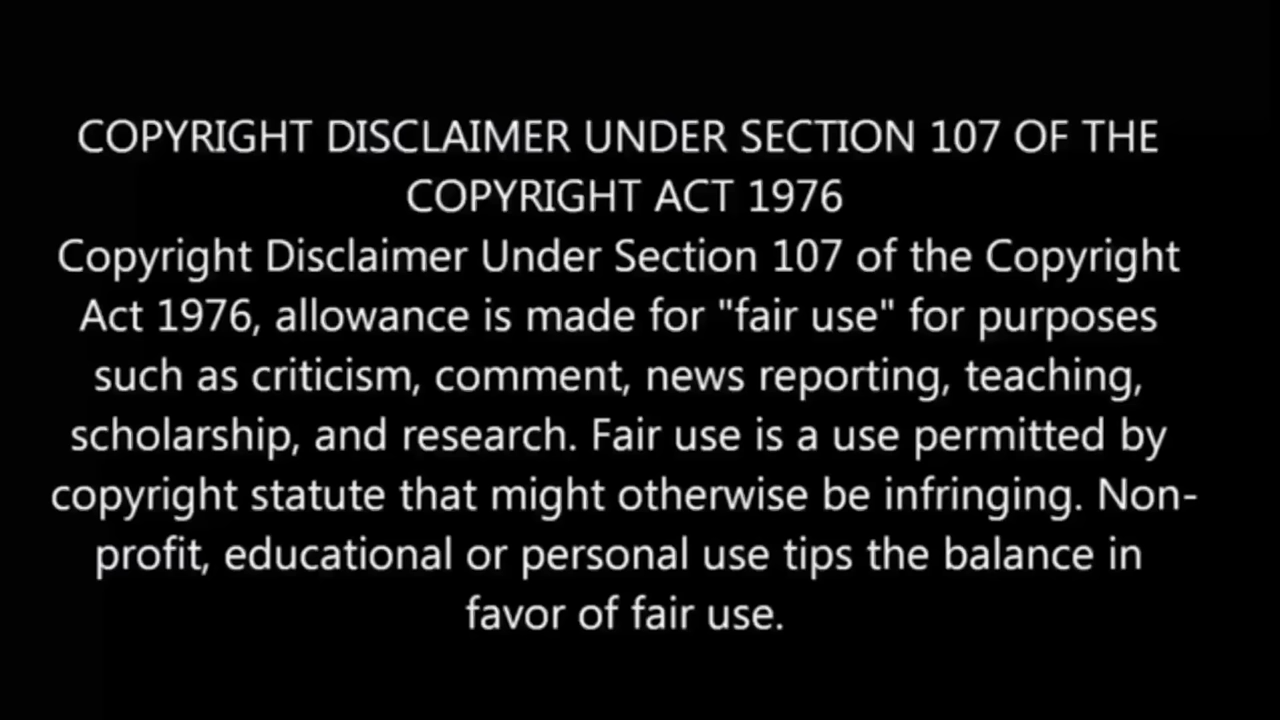 COPYRIGHT DISCLAIMER UNDER SECTION 107 OF THE
COPYRIGHT ACT 1976
Copyright Disclaimer Under Section 107 of the Copyright
Act 1976, allowance is made for "fair use" for purposes
such as criticism, comment, news reporting, teaching,
scholarship, and research. Fair use is a use permitted by
copyright statute that might otherwise be infringing. Non-
profit, educational or personal use tips the balance in
favor of fair use.